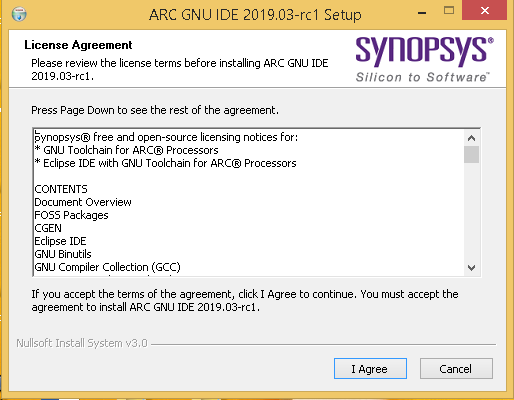 ARC GNU IDE 2019.03-rc1 Setup
License Agreement
Please review the license terms before installing ARC GNU IDE
2019.03-rc1.
SYNOPSYS®
Silicon to Software™
Press Page Down to see the rest of the agreement.
Synopsys® free and open-source licensing notices for:
* GNU Toolchain for ARC® Processors
* Eclipse IDE with GNU Toolchain for ARC® Processors
CONTENTS
Document Overview
FOSS Packages
CGEN
Eclipse IDE
GNU Binutils
GNU Compiler Collection (GCC)
If you accept the terms of the agreement, click I Agree to continue. You must accept the
agreement to install ARC GNU IDE 2019.03-rc1.
Nullsoft Install System v3.0
I Agree
Cancel